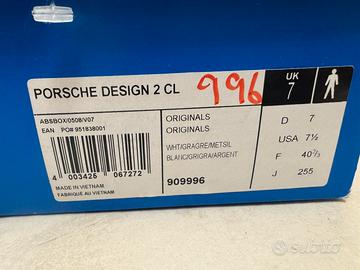 PORSCHE DESIGN 2 CL
996
UK
7
ABSBOX/0508/V07
EAN PO# 951838001
ORIGINALS
ORIGINALS
WHT/GRAGRE/METSIL
BLANC/GRIGRA/ARGENT
4 003426 067272
MADE IN VIETNAM
FABRIQUÉ AU VIETNAM
909996
D 7
USA 7½
F 40⅔
J 255
subito